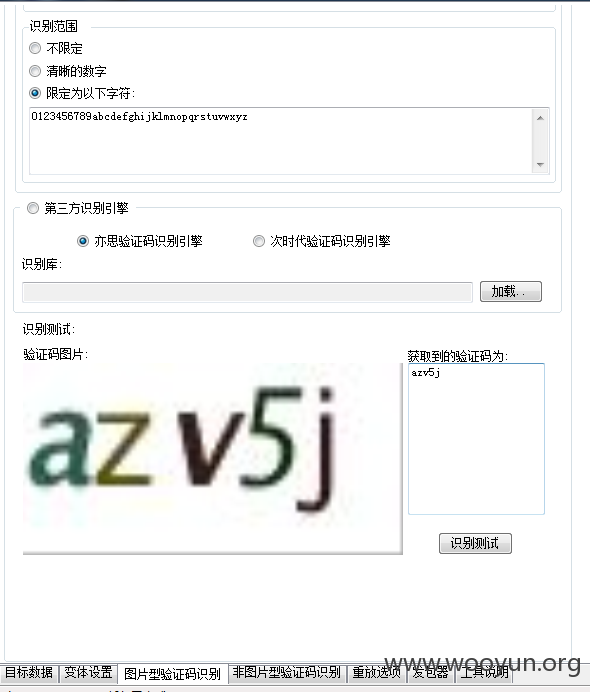 识别范围
不限定
清晰的数字
限定为以下字符:
0123456789abcdefghijklmnopqrstuvwxyz
第三方识别引擎
亦思验证码识别引擎 次时代验证码识别引擎
识别库:
加载..
识别测试:
验证码图片: 获取到的验证码为:
azv5j
azv5j
识别测试
目标数据 变体设置 图片型验证码识别 非图片型验证码识别 重放选项 发包器 工具说明
www.wooyun.org